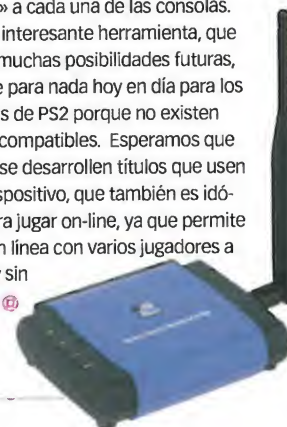 » a cada una de las consolas.
interesante herramienta, que
muchas posibilidades futuras,
e para nada hoy en día para los
s de PS2 porque no existen
compatibles. Esperamos que
se desarrollen títulos que usen
spositivo, que también es idó-
ra jugar on-line, ya que permite
n línea con varios jugadores a
y sin